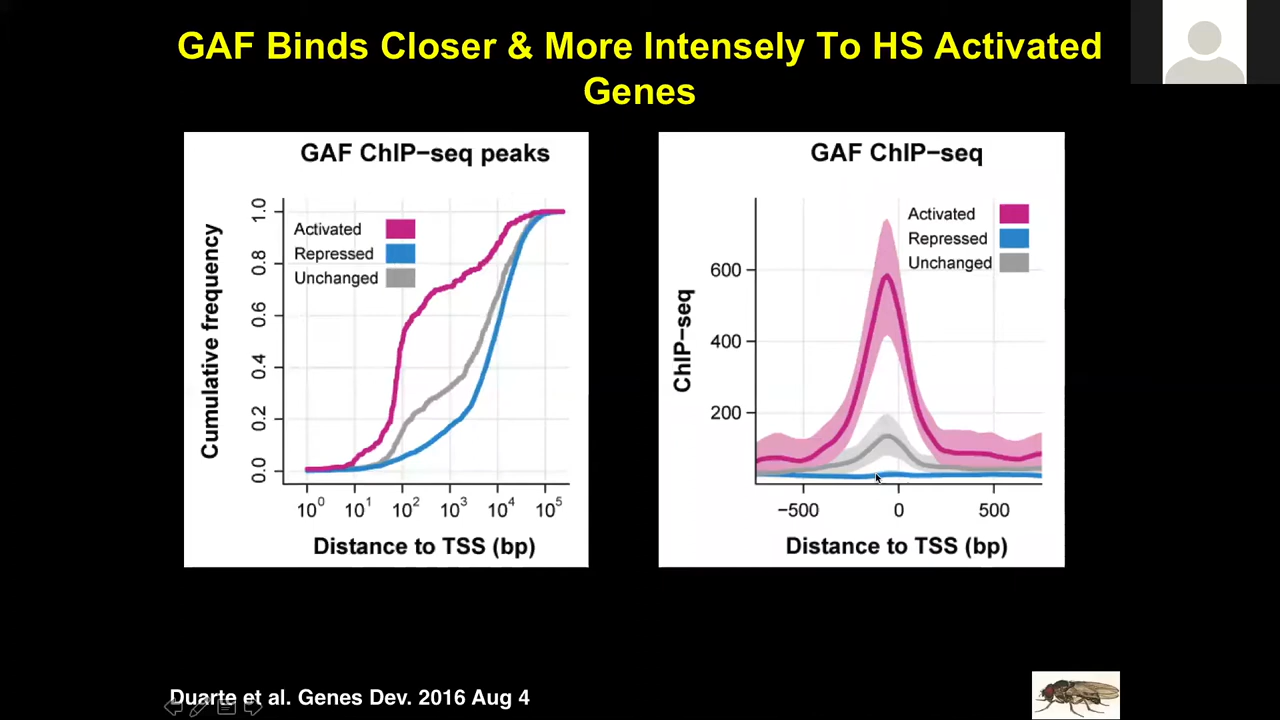 GAF Binds Closer & More Intensely To HS Activated
Genes
GAF ChIP−seq peaks
Cumulative frequency
1.0
0.8
0.6
0.4
0.2
0.0
Activated
Repressed
Unchanged
10⁰ 10¹ 10² 10³ 10⁴ 10⁵
Distance to TSS (bp)
GAF ChIP−seq
ChIP−seq
600
400
200
Activated
Repressed
Unchanged
−500 0 500
Distance to TSS (bp)
Duarte et al. Genes Dev. 2016 Aug 4